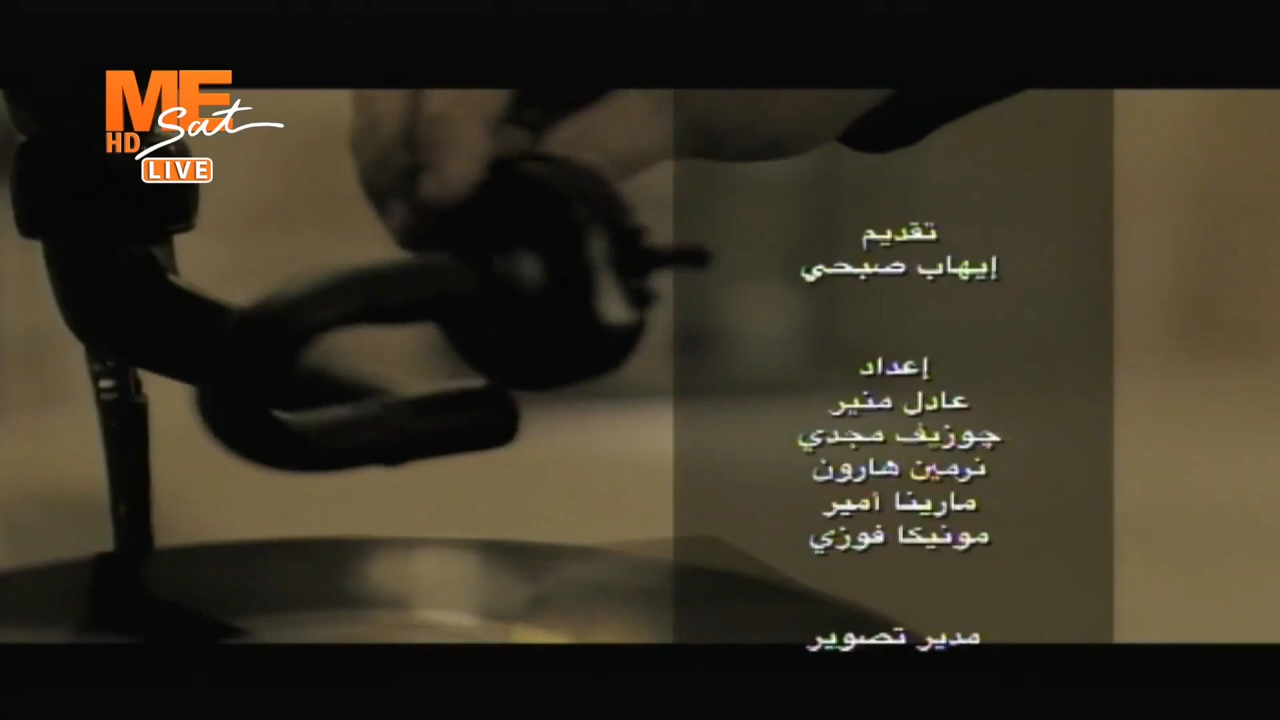 ME
Sat
HD
LIVE
تقديم
إيهاب صبحي
إعداد
عادل منير
جوزيف مجدي
نرمين هارون
مارينا أمير
مونيكا فوزي
مدير تصوير